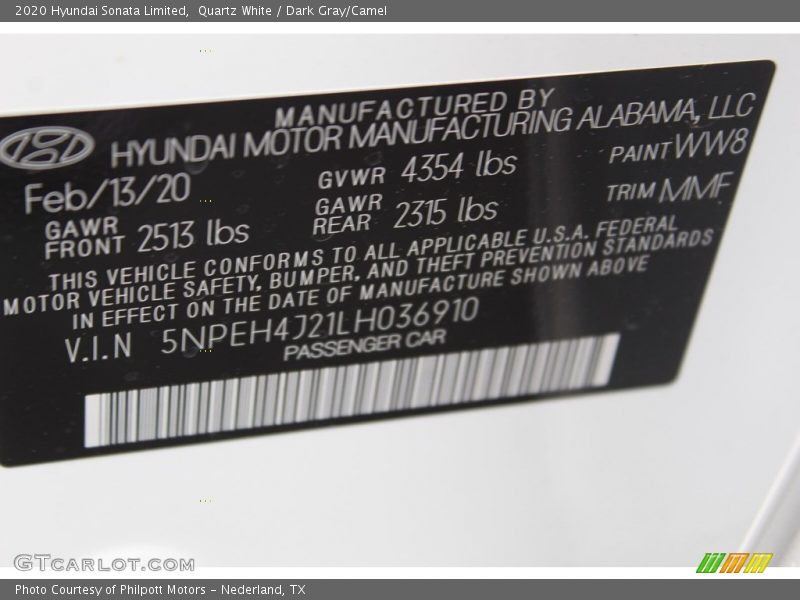 2020 Hyundai Sonata Limited,  Quartz White / Dark Gray/Camel
MANUFACTURED BY
HYUNDAI MOTOR MANUFACTURING ALABAMA, LLC
Feb/13/20 GVWR 4354 lbs PAINT WW8
GAWR FRONT 2513 lbs GAWR REAR 2315 lbs TRIM MMF
THIS VEHICLE CONFORMS TO ALL APPLICABLE U.S.A. FEDERAL
MOTOR VEHICLE SAFETY, BUMPER, AND THEFT PREVENTION STANDARDS
IN EFFECT ON THE DATE OF MANUFACTURE SHOWN ABOVE
V.I.N 5NPEH4J21LH036910
PASSENGER CAR
GTCARLOT.COM
Photo Courtesy of Philpott Motors - Nederland, TX